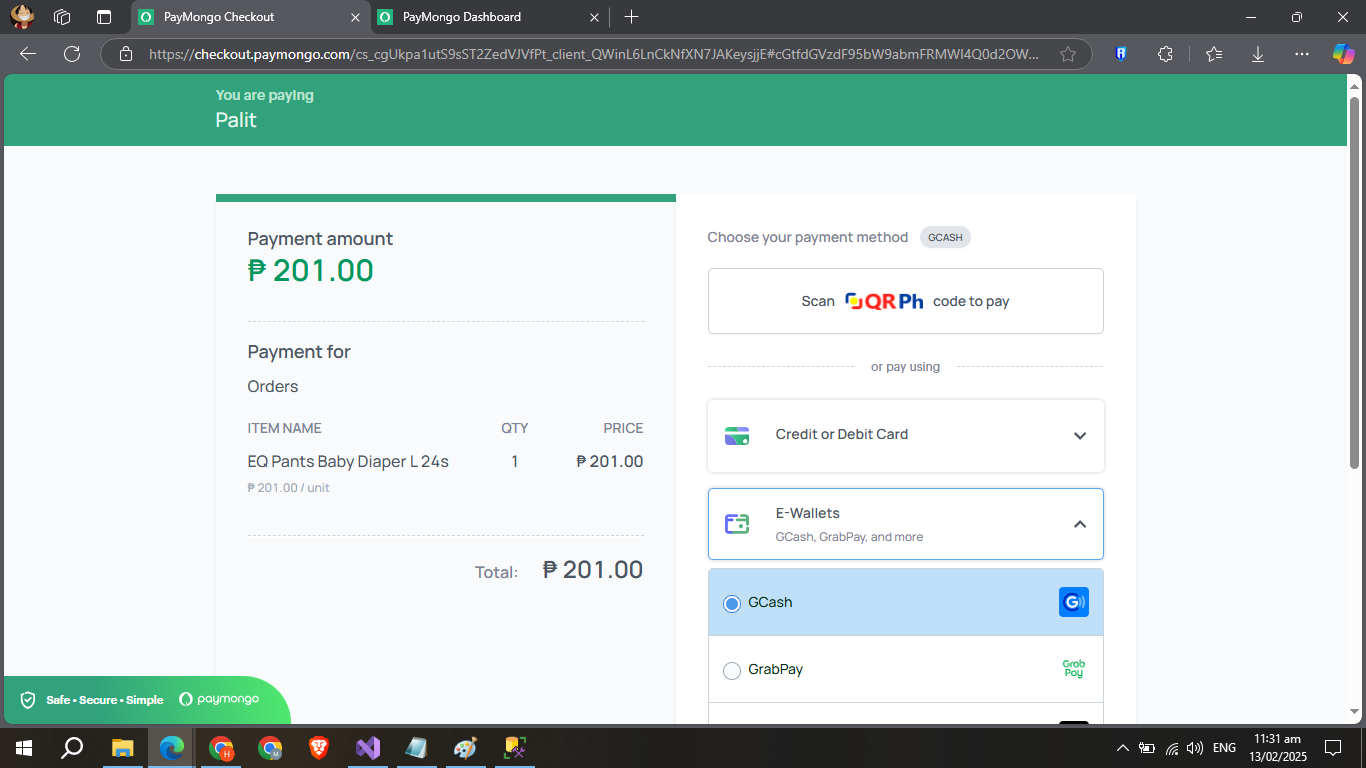 PayMongo Checkout
PayMongo Dashboard
https://checkout.paymongo.com/cs_cgUkpa1utS9sST2ZedVJVfPt_client_QWinL6LnCkNfXN7JAKeysjjE#cGtfdGVzdF95bW9abmFRMWl4Q0d2OW...
You are paying
Palit
Payment amount
₱ 201.00
Payment for
Orders
ITEM NAME QTY PRICE
EQ Pants Baby Diaper L 24s 1 ₱ 201.00
₱ 201.00 / unit
Total: ₱ 201.00
Choose your payment method GCASH
Scan QR Ph code to pay
or pay using
Credit or Debit Card
E-Wallets
GCash, GrabPay, and more
GCash
G
GrabPay
Grab
Pay
Safe • Secure • Simple paymongo
H
M
ENG
11:31 am
13/02/2025